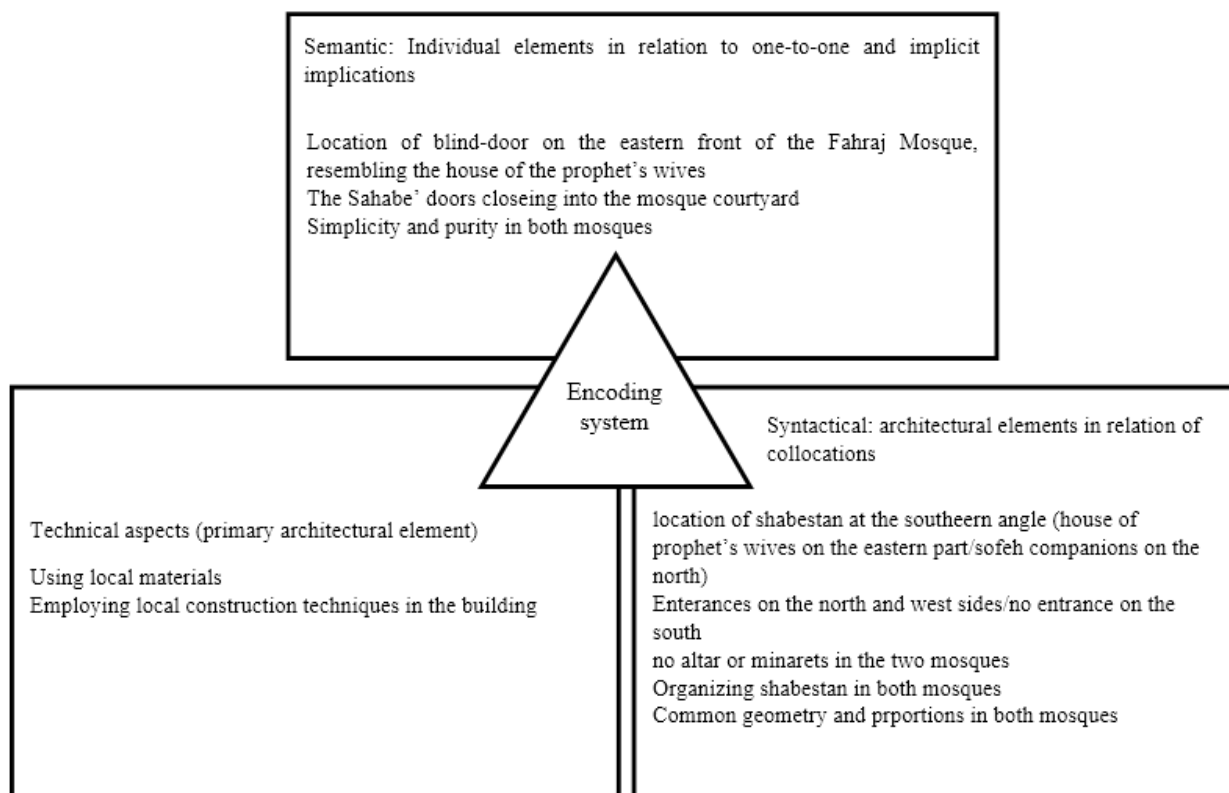 Semantic: Individual elements in relation to one-to-one and implicit
implications
Location of blind-door on the eastern front of the Fahraj Mosque,
resembling the house of the prophet’s wives
The Sahabe’ doors closeing into the mosque courtyard
Simplicity and purity in both mosques
Encoding
system
Technical aspects (primary architectural element)
Using local materials
Employing local construction techniques in the building
Syntactical: architectural elements in relation of
collocations
location of shabestan at the southeern angle (house of
prophet’s wives on the eastern part/sofeh companions on the
north)
Enterances on the north and west sides/no entrance on the
south
no altar or minarets in the two mosques
Organizing shabestan in both mosques
Common geometry and prportions in both mosques